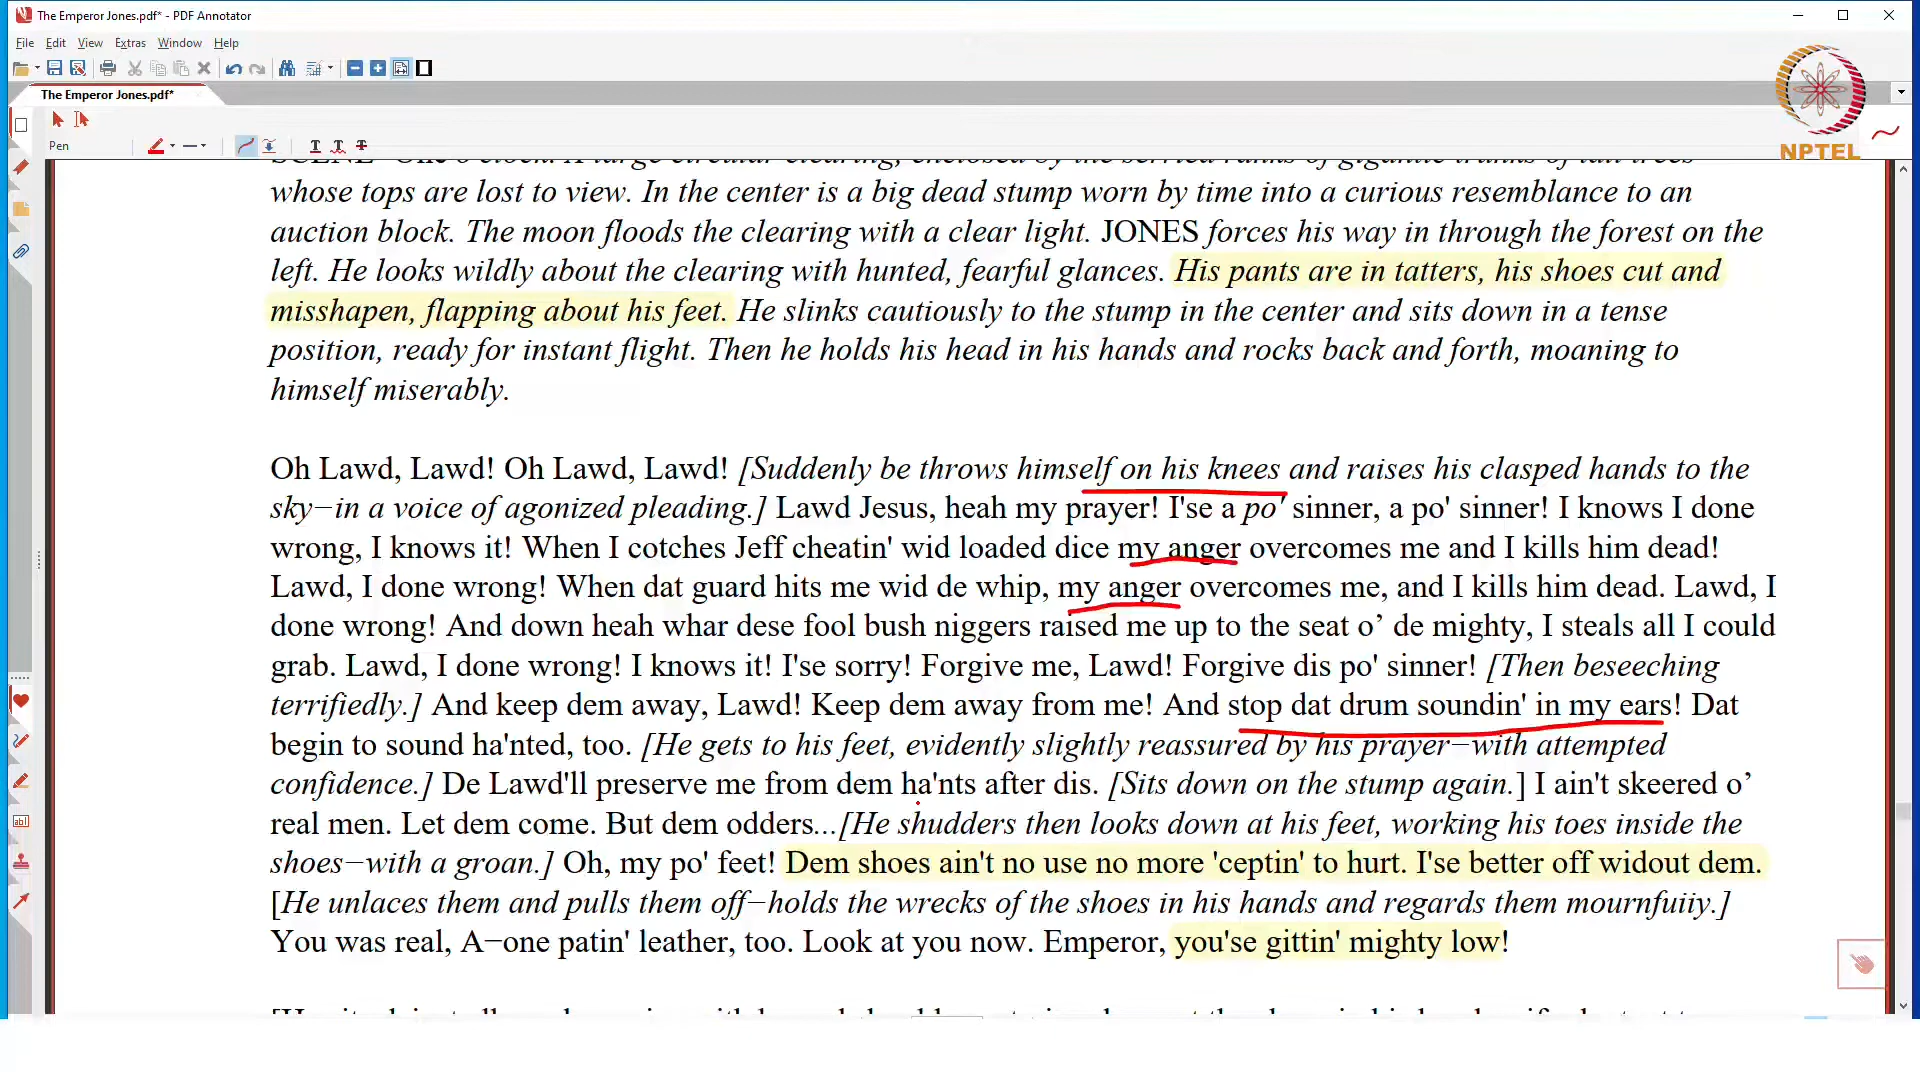 The Emperor Jones.pdf* - PDF Annotator
File Edit View Extras Window Help
The Emperor Jones.pdf*
Pen
NPTEL
SCENE—One o'clock. A large circular clearing, enclosed by the serried ranks of gigantic trunks of tall trees
whose tops are lost to view. In the center is a big dead stump worn by time into a curious resemblance to an
auction block. The moon floods the clearing with a clear light. JONES forces his way in through the forest on the
left. He looks wildly about the clearing with hunted, fearful glances. His pants are in tatters, his shoes cut and
misshapen, flapping about his feet. He slinks cautiously to the stump in the center and sits down in a tense
position, ready for instant flight. Then he holds his head in his hands and rocks back and forth, moaning to
himself miserably.
Oh Lawd, Lawd! Oh Lawd, Lawd! [Suddenly be throws himself on his knees and raises his clasped hands to the
sky−in a voice of agonized pleading.] Lawd Jesus, heah my prayer! I'se a po' sinner, a po' sinner! I knows I done
wrong, I knows it! When I cotches Jeff cheatin' wid loaded dice my anger overcomes me and I kills him dead!
Lawd, I done wrong! When dat guard hits me wid de whip, my anger overcomes me, and I kills him dead. Lawd, I
done wrong! And down heah whar dese fool bush niggers raised me up to the seat o’ de mighty, I steals all I could
grab. Lawd, I done wrong! I knows it! I'se sorry! Forgive me, Lawd! Forgive dis po' sinner! [Then beseeching
terrifiedly.] And keep dem away, Lawd! Keep dem away from me! And stop dat drum soundin' in my ears! Dat
begin to sound ha'nted, too. [He gets to his feet, evidently slightly reassured by his prayer−with attempted
confidence.] De Lawd'll preserve me from dem ha'nts after dis. [Sits down on the stump again.] I ain't skeered o’
real men. Let dem come. But dem odders...[He shudders then looks down at his feet, working his toes inside the
shoes−with a groan.] Oh, my po' feet! Dem shoes ain't no use no more 'ceptin' to hurt. I'se better off widout dem.
[He unlaces them and pulls them off−holds the wrecks of the shoes in his hands and regards them mournfuiiy.]
You was real, A−one patin' leather, too. Look at you now. Emperor, you'se gittin' mighty low!